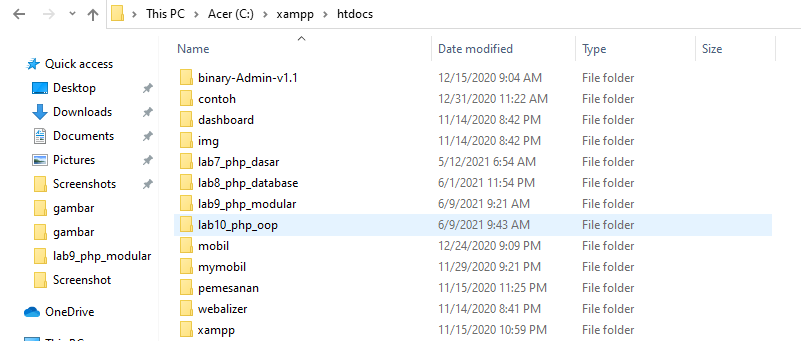 This PC > Acer (C:) > xampp > htdocs
Name Date modified Type Size
Quick access
Desktop
Downloads
Documents
Pictures
Screenshots
gambar
gambar
lab9_php_modular
Screenshot
OneDrive
binary-Admin-v1.1 12/15/2020 9:04 AM File folder
contoh 12/31/2020 11:22 AM File folder
dashboard 11/14/2020 8:42 PM File folder
img 11/14/2020 8:42 PM File folder
lab7_php_dasar 5/12/2021 6:54 AM File folder
lab8_php_database 6/1/2021 11:54 PM File folder
lab9_php_modular 6/9/2021 9:21 AM File folder
lab10_php_oop 6/9/2021 9:43 AM File folder
mobil 12/24/2020 9:09 PM File folder
mymobil 11/29/2020 9:21 PM File folder
pemesanan 11/15/2020 11:25 PM File folder
webalizer 11/14/2020 8:41 PM File folder
xampp 11/15/2020 10:59 PM File folder